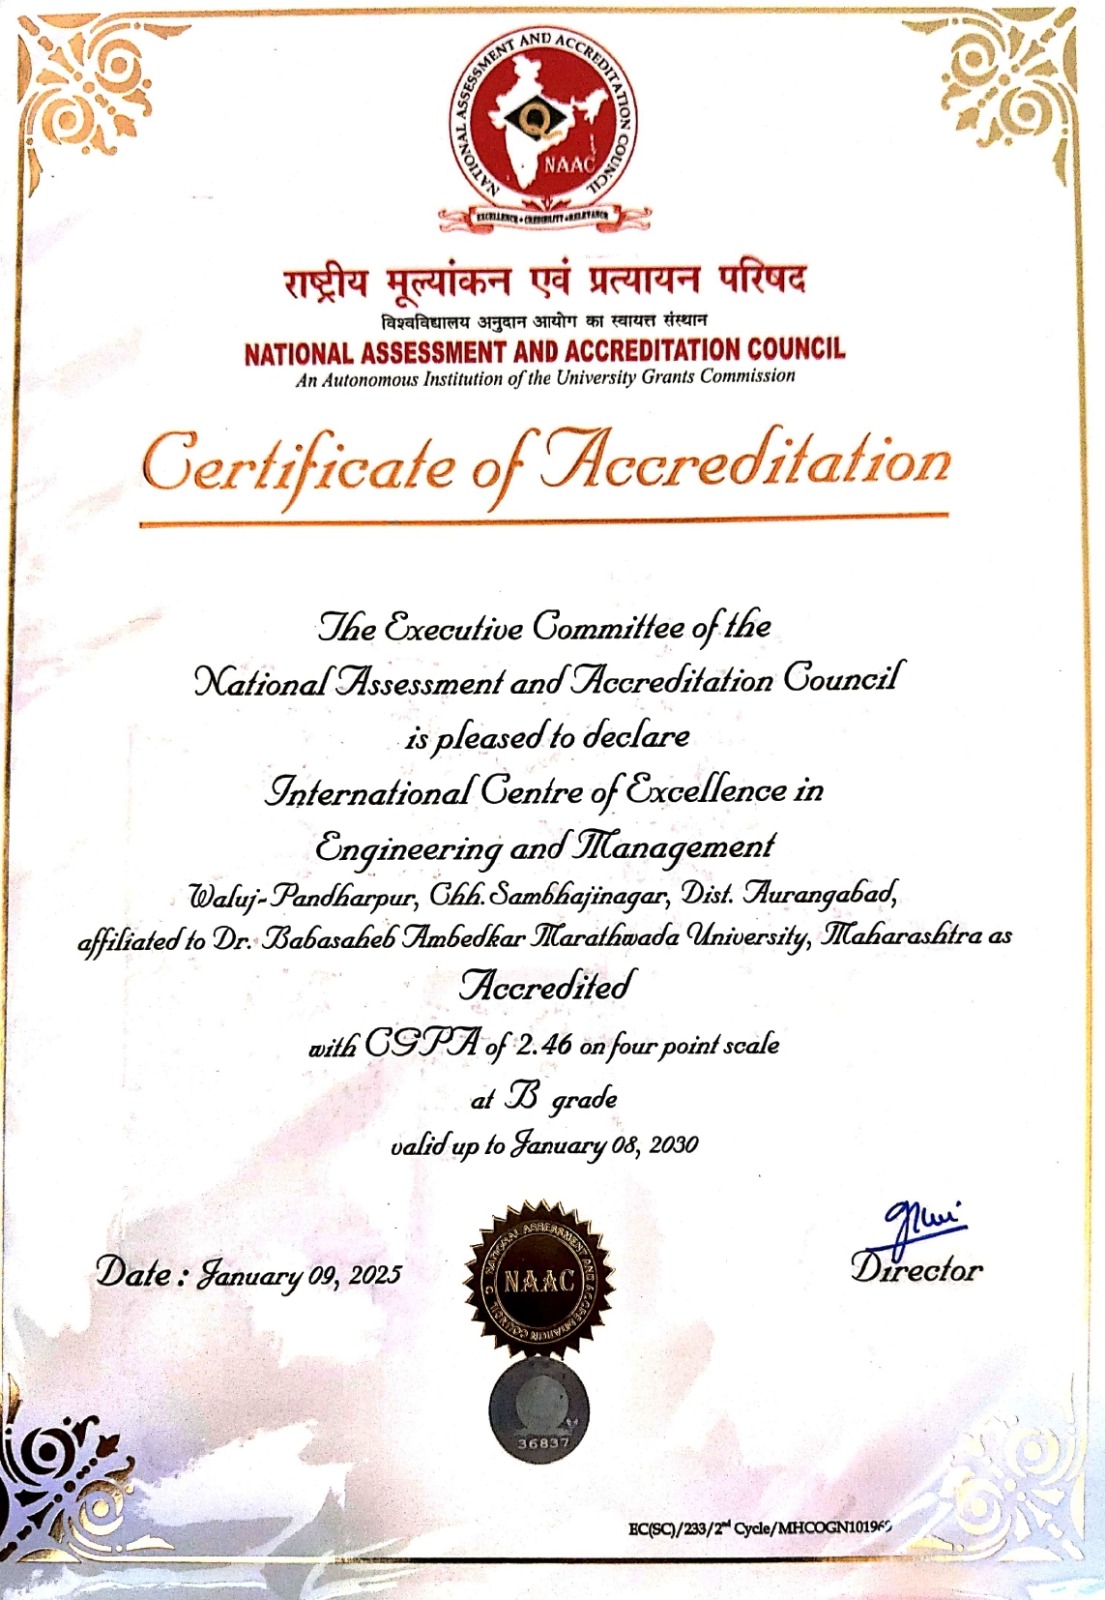 NATIONAL ASSESSMENT AND ACCREDITATION COUNCIL
Q
NAAC
EXCELLENCE • CREDIBILITY • RELEVANCE
राष्ट्रीय मूल्यांकन एवं प्रत्यायन परिषद
विश्वविद्यालय अनुदान आयोग का स्वायत्त संस्थान
NATIONAL ASSESSMENT AND ACCREDITATION COUNCIL
An Autonomous Institution of the University Grants Commission
Certificate of Accreditation
The Executive Committee of the
National Assessment and Accreditation Council
is pleased to declare
International Centre of Excellence in
Engineering and Management
Waluj-Pandharpur, Chh.Sambhajinagar, Dist. Aurangabad,
affiliated to Dr. Babasaheb Ambedkar Marathwada University, Maharashtra as
Accredited
with CGPA of 2.46 on four point scale
at B grade
valid up to January 08, 2030
Date : January 09, 2025
NATIONAL ASSESSMENT AND ACCREDITATION COUNCIL
NAAC
Director
36837
EC(SC)/233/2nd Cycle/